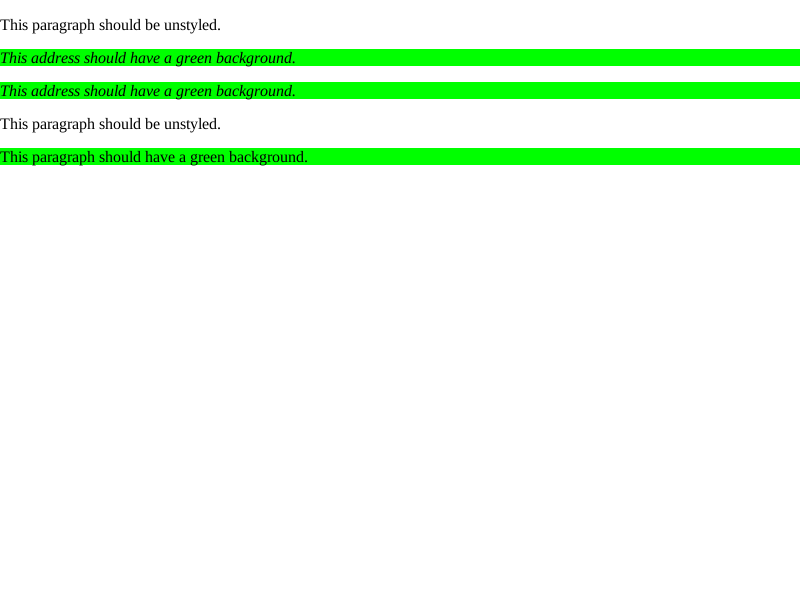 This paragraph should be unstyled.
This address should have a green background.
This address should have a green background.
This paragraph should be unstyled.
This paragraph should have a green background.